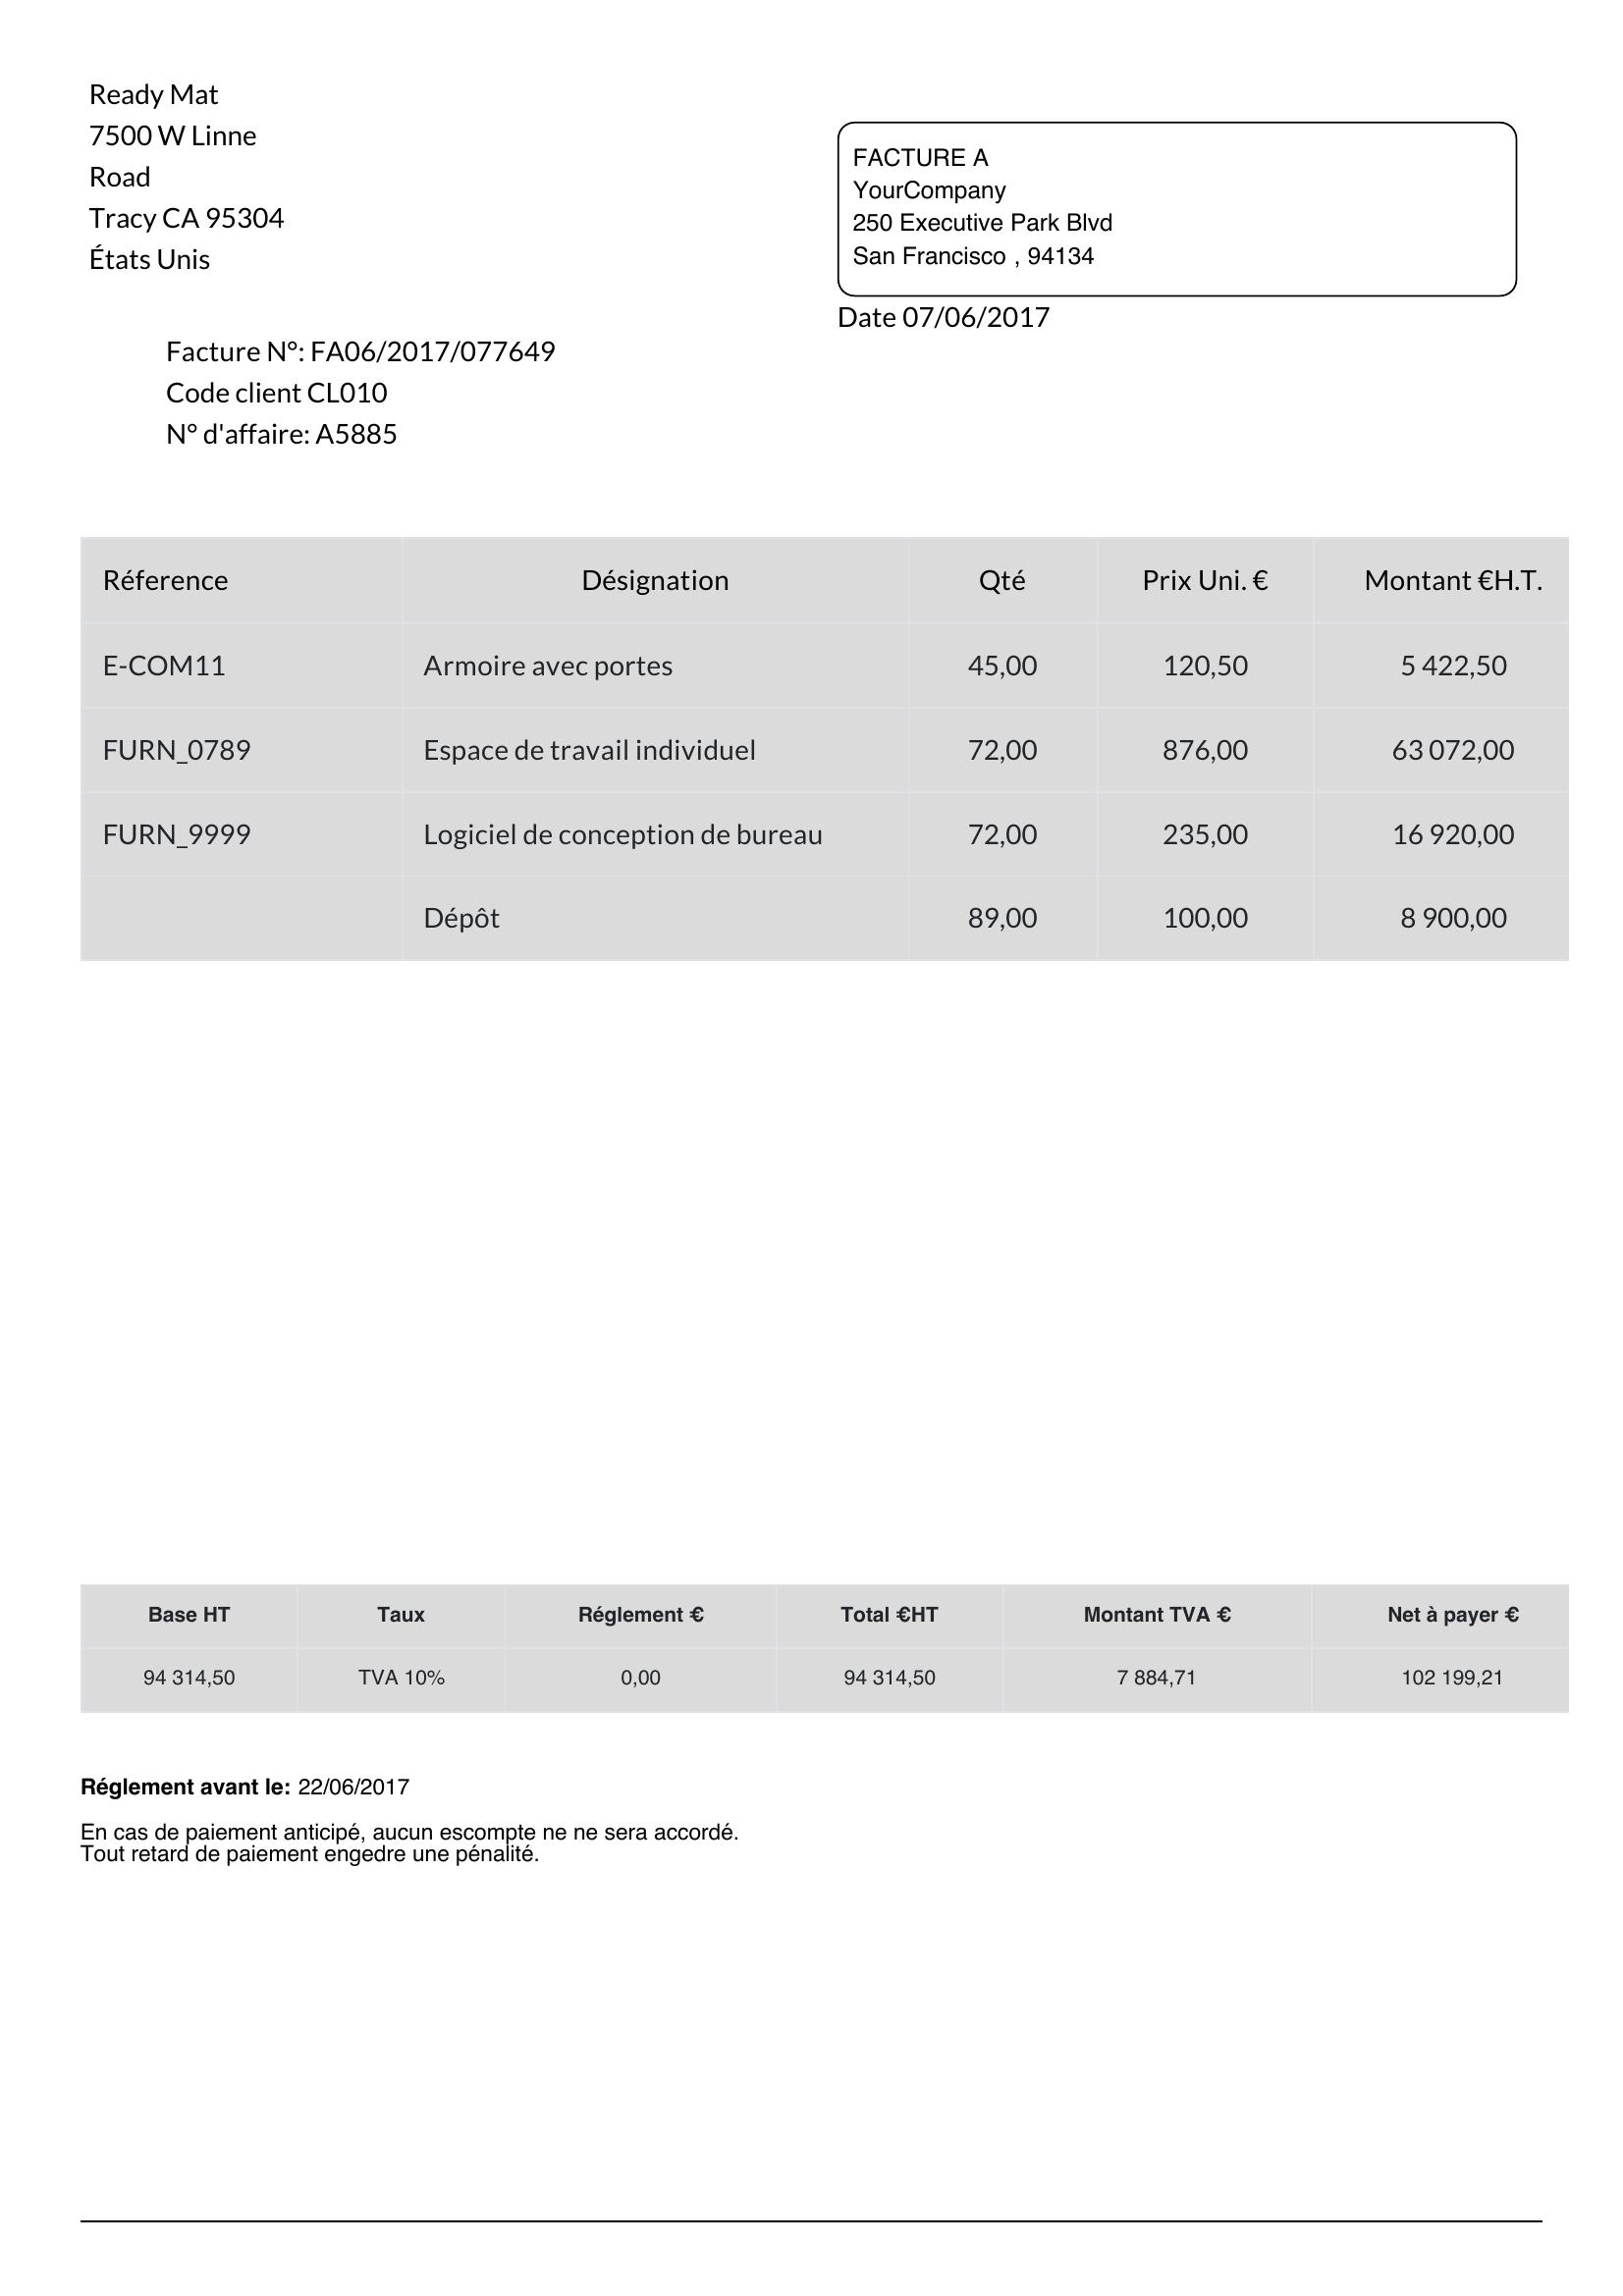 Ready Mat
7500 W Linne
Road
Tracy CA 95304
États Unis
FACTURE A
YourCompany
250 Executive Park Blvd
San Francisco , 94134
Date 07/06/2017
Facture N°: FA06/2017/077649
Code client CL010
N° d'affaire: A5885
Réference Désignation Qté Prix Uni. € Montant €H.T.
E-COM11 Armoire avec portes 45,00 120,50 5 422,50
FURN_0789 Espace de travail individuel 72,00 876,00 63 072,00
FURN_9999 Logiciel de conception de bureau 72,00 235,00 16 920,00
Dépôt 89,00 100,00 8 900,00
Base HT Taux Réglement € Total €HT Montant TVA € Net à payer €
94 314,50 TVA 10% 0,00 94 314,50 7 884,71 102 199,21
Réglement avant le: 22/06/2017
En cas de paiement anticipé, aucun escompte ne ne sera accordé.
Tout retard de paiement engedre une pénalité.